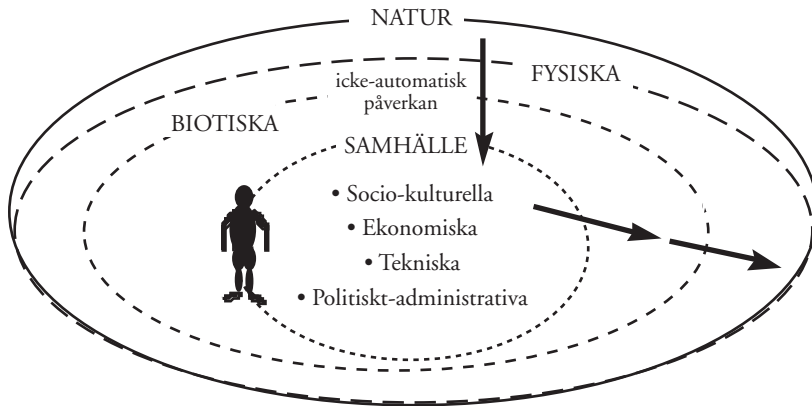 NATUR
FYSISKA
icke-automatisk
påverkan
BIOTISKA
SAMHÄLLE
• Socio-kulturella
• Ekonomiska
• Tekniska
• Politiskt-administrativa